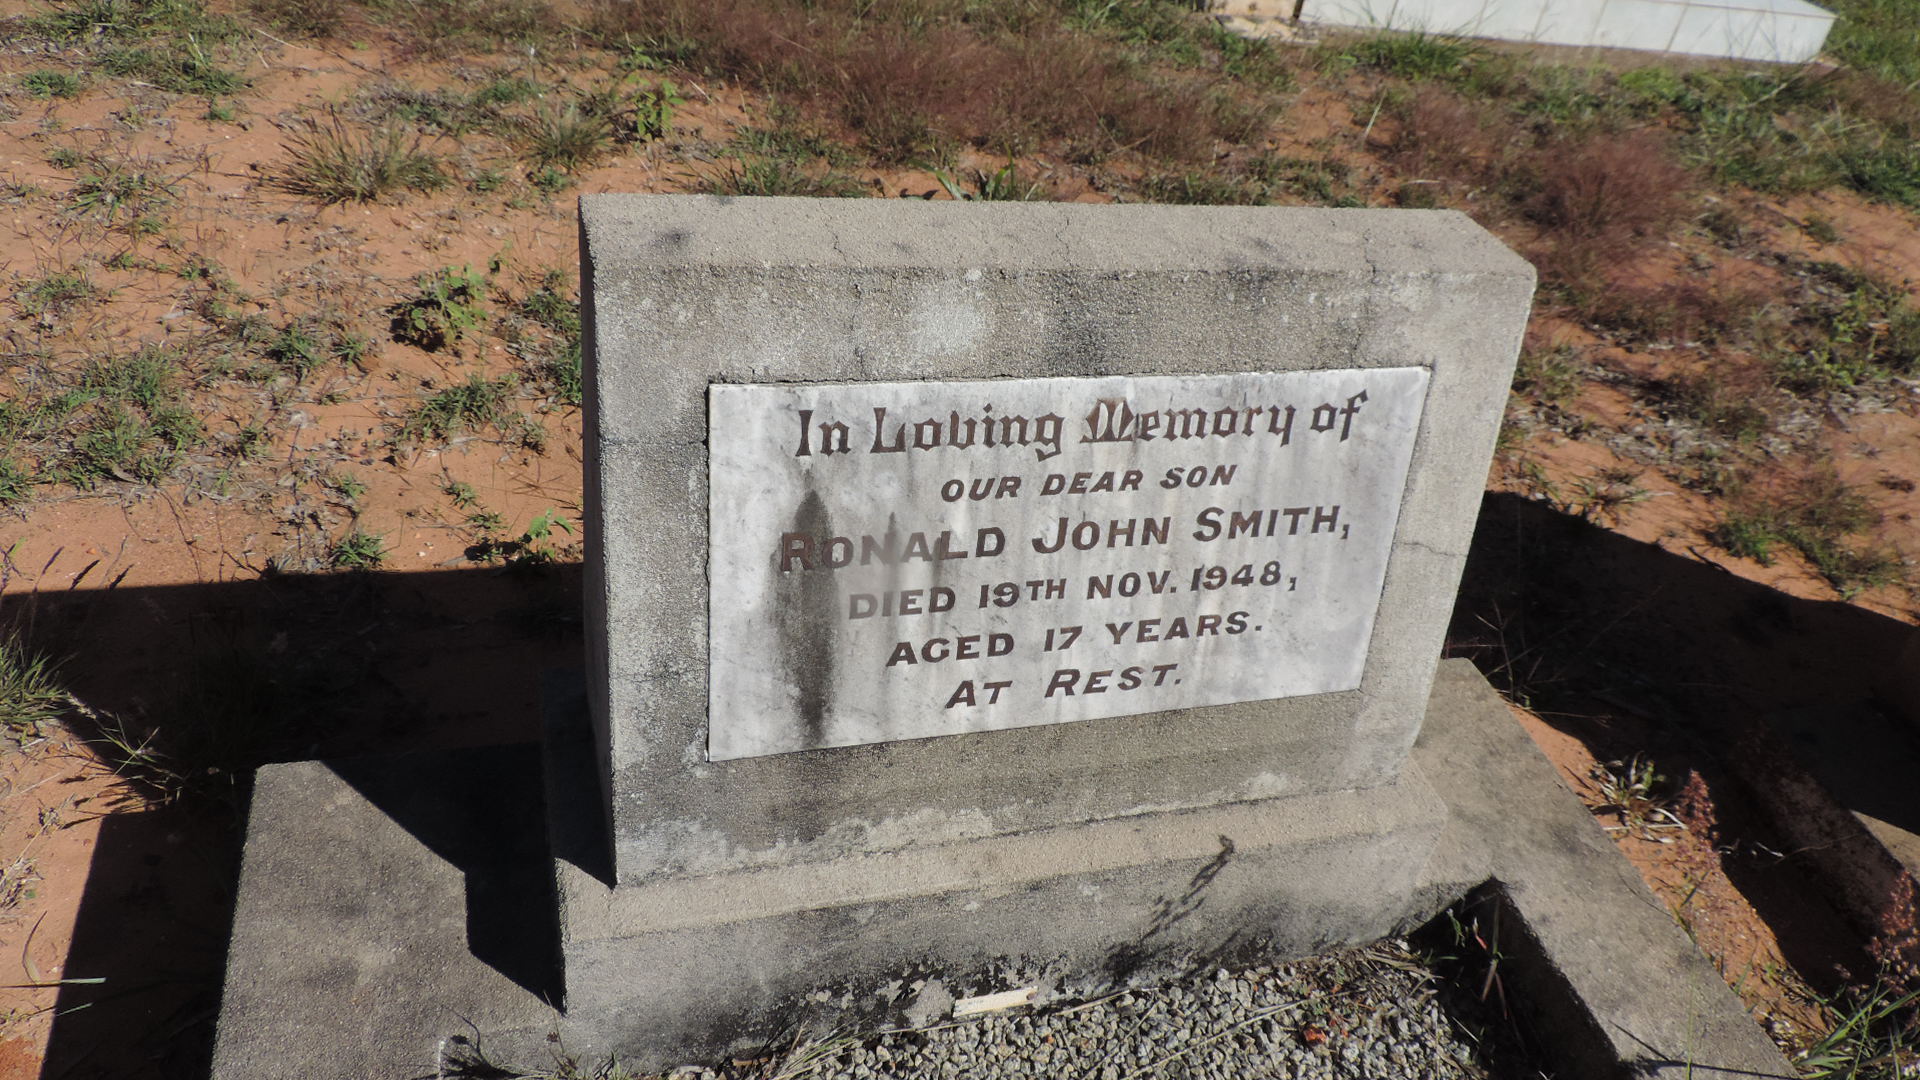 In Loving Memory of
OUR DEAR SON
RONALD JOHN SMITH,
DIED 19TH NOV. 1948,
AGED 17 YEARS.
AT REST.